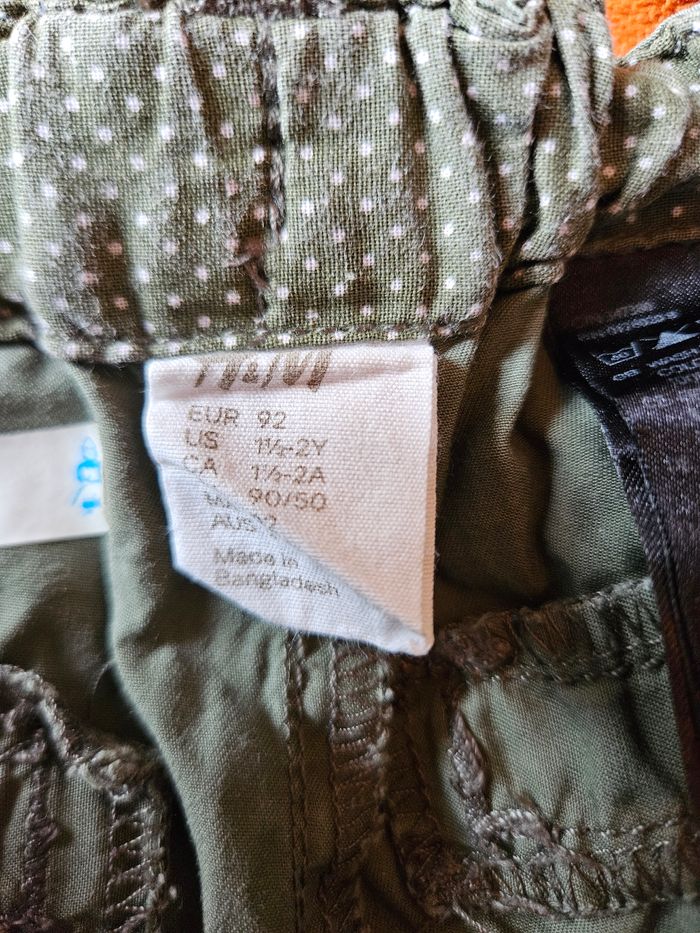 H&M
EUR 92
US 1½-2Y
CA 1½-2A
90/50
AUS 2
Made in
Bangladesh